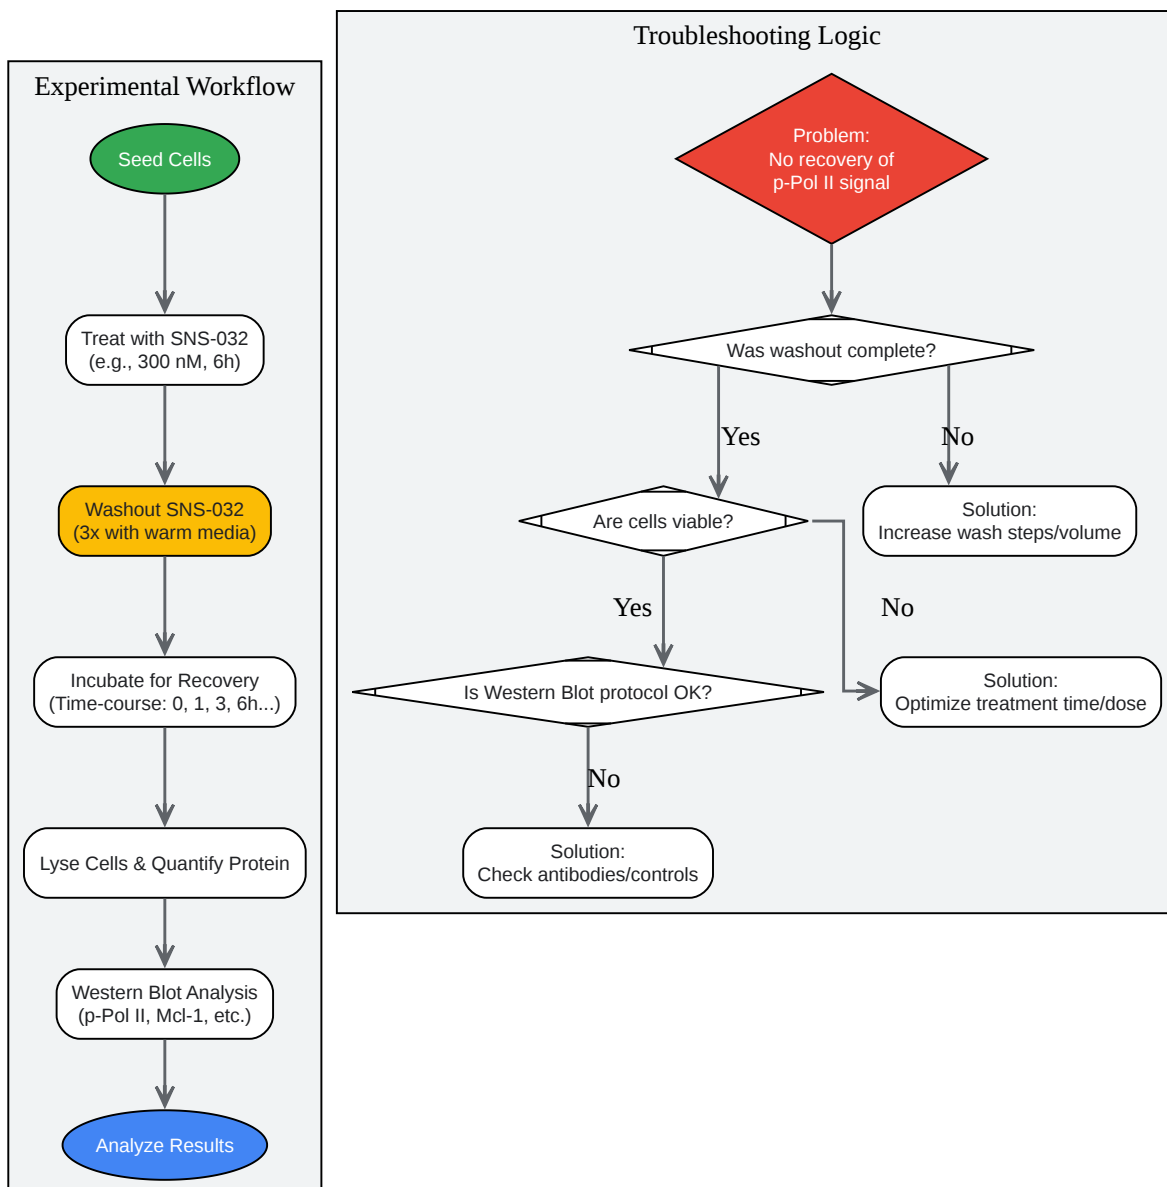 Experimental Workflow
Seed Cells
Treat with SNS-032
(e.g., 300 nM, 6h)
Washout SNS-032
(3x with warm media)
Incubate for Recovery
(Time-course: 0, 1, 3, 6h...)
Lyse Cells & Quantify Protein
Western Blot Analysis
(p-Pol II, Mcl-1, etc.)
Analyze Results
Troubleshooting Logic
Problem:
No recovery of
p-Pol II signal
Was washout complete?
Yes
No
Are cells viable?
Solution:
Increase wash steps/volume
Yes
No
Is Western Blot protocol OK?
Solution:
Optimize treatment time/dose
No
Solution:
Check antibodies/controls